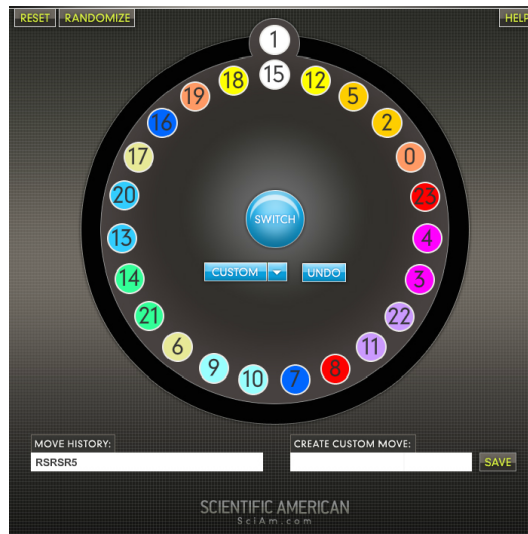 RESET RANDOMIZE HELP
1
18 15 12
19 5
16 2
17 0
20 23
13 SWITCH 4
14 CUSTOM UNDO 3
21 22
6 11
9 10 7 8
MOVE HISTORY: CREATE CUSTOM MOVE:
RSRSR5 SAVE
SCIENTIFIC AMERICAN
SciAm.com